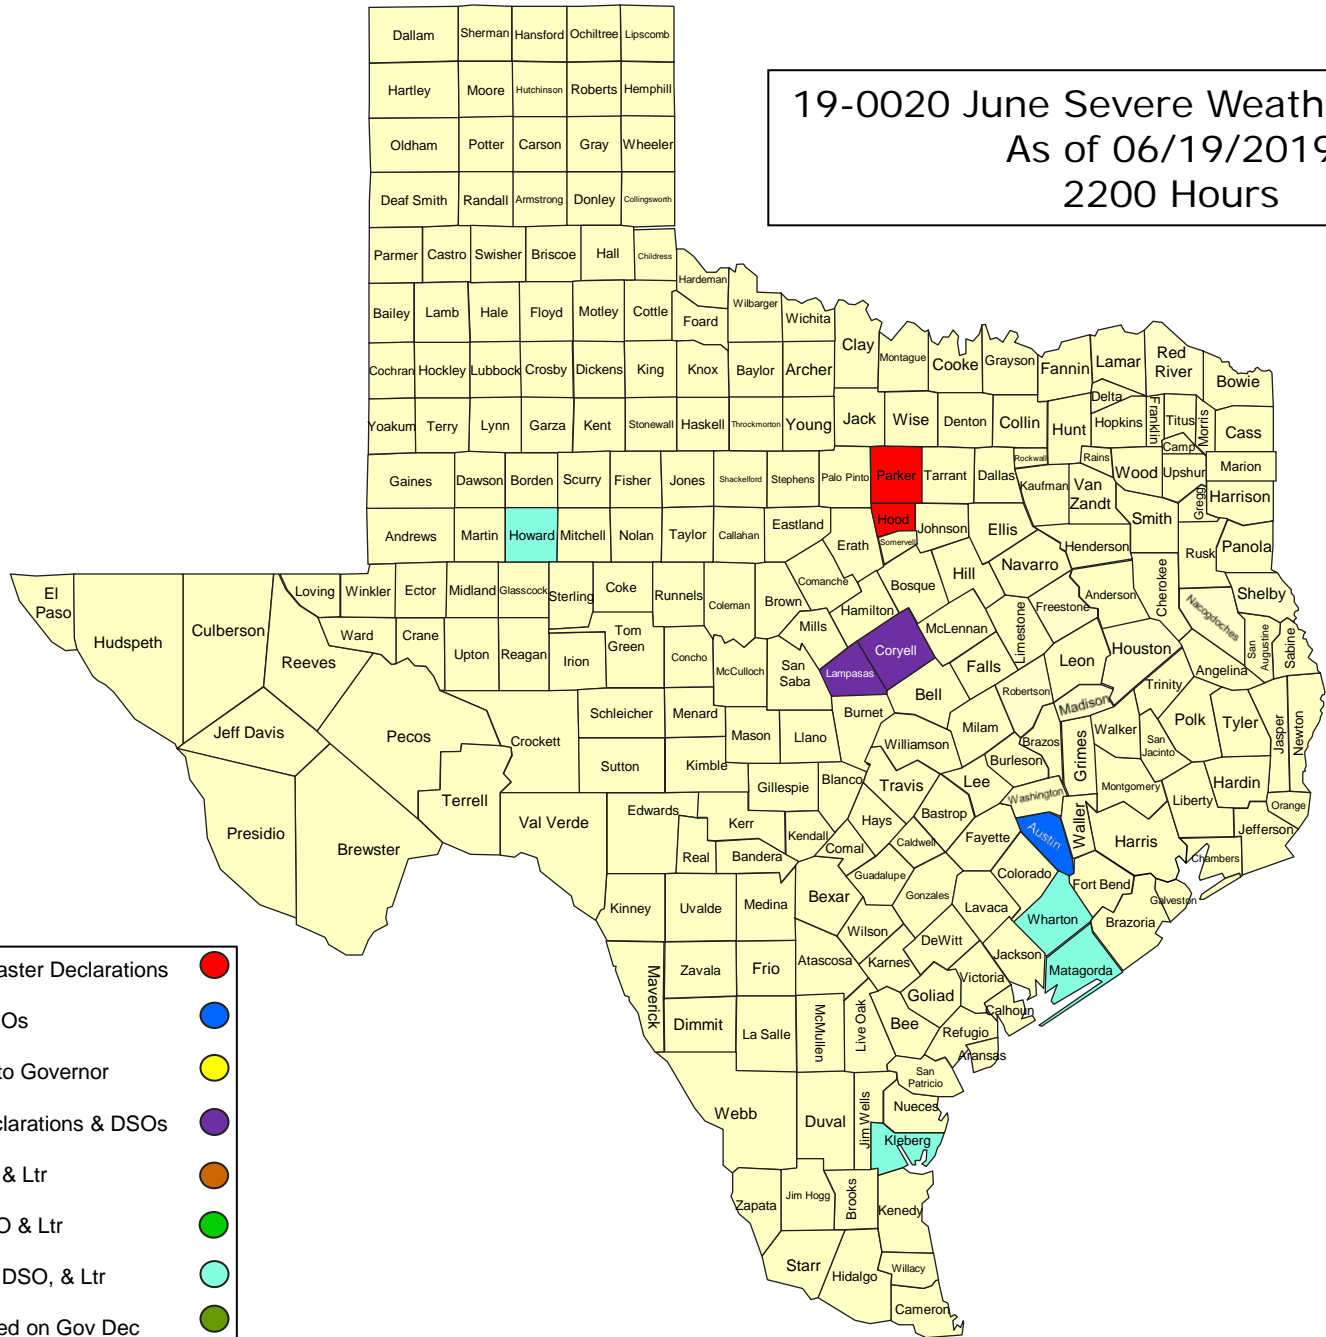 Dallam Sherman Hansford Ochiltree Lipscomb
Hartley Moore Hutchinson Roberts Hemphill
19-0020 June Severe Weath
As of 06/19/2019
2200 Hours
Oldham Potter Carson Gray Wheeler
Deaf Smith Randall Armstrong Donley Collingsworth
Parmer Castro Swisher Briscoe Hall Childress
Hardeman
Bailey Lamb Hale Floyd Motley Cottle Foard Wilbarger Wichita
Clay Montague Cooke Grayson Fannin Lamar Red River Bowie
Cochran Hockley Lubbock Crosby Dickens King Knox Baylor Archer
Delta
Yoakum Terry Lynn Garza Kent Stonewall Haskell Throckmorton Young Jack Wise Denton Collin Hunt Hopkins Franklin Titus Morris Cass
Camp
Gaines Dawson Borden Scurry Fisher Jones Shackelford Stephens Palo Pinto Parker Tarrant Dallas Rockwall Kaufman Rains Van Zandt Wood Upshur Gregg Marion
Harrison
Andrews Martin Howard Mitchell Nolan Taylor Callahan Eastland Erath Hood Somervell Johnson Ellis Henderson Smith Rusk Panola
El Paso Hudspeth Culberson Loving Winkler Ector Midland Glasscock Sterling Coke Runnels Coleman Brown Comanche Hamilton Bosque Hill Navarro Freestone Anderson Cherokee Nacogdoches Shelby
Reeves Ward Crane Upton Reagan Irion Tom Green Concho McCulloch San Saba Mills Lampasas Coryell McLennan Limestone Falls Leon Houston Angelina San Augustine Sabine
Jeff Davis Pecos Crockett Schleicher Menard Mason Llano Burnet Bell Milam Robertson Madison Trinity Walker San Jacinto Polk Tyler Jasper Newton
Sutton Kimble Gillespie Blanco Williamson Travis Lee Burleson Brazos Grimes Montgomery Liberty Hardin Orange
Presidio Brewster Terrell Val Verde Edwards Real Kerr Bandera Kendall Comal Hays Caldwell Bastrop Fayette Washington Austin Waller Harris Chambers Jefferson
Kinney Uvalde Medina Bexar Guadalupe Gonzales Lavaca Colorado Wharton Fort Bend Brazoria Galveston
Maverick Zavala Frio Atascosa Wilson Karnes DeWitt Jackson Matagorda
Dimmit La Salle McMullen Live Oak Bee Goliad Victoria Calhoun Refugio Aransas
Webb Duval Jim Wells San Patricio Nueces Kleberg
Zapata Jim Hogg Brooks Kenedy
Starr Hidalgo Willacy Cameron
aster Declarations
Os
to Governor
clarations & DSOs
& Ltr
O & Ltr
DSO, & Ltr
ed on Gov Dec